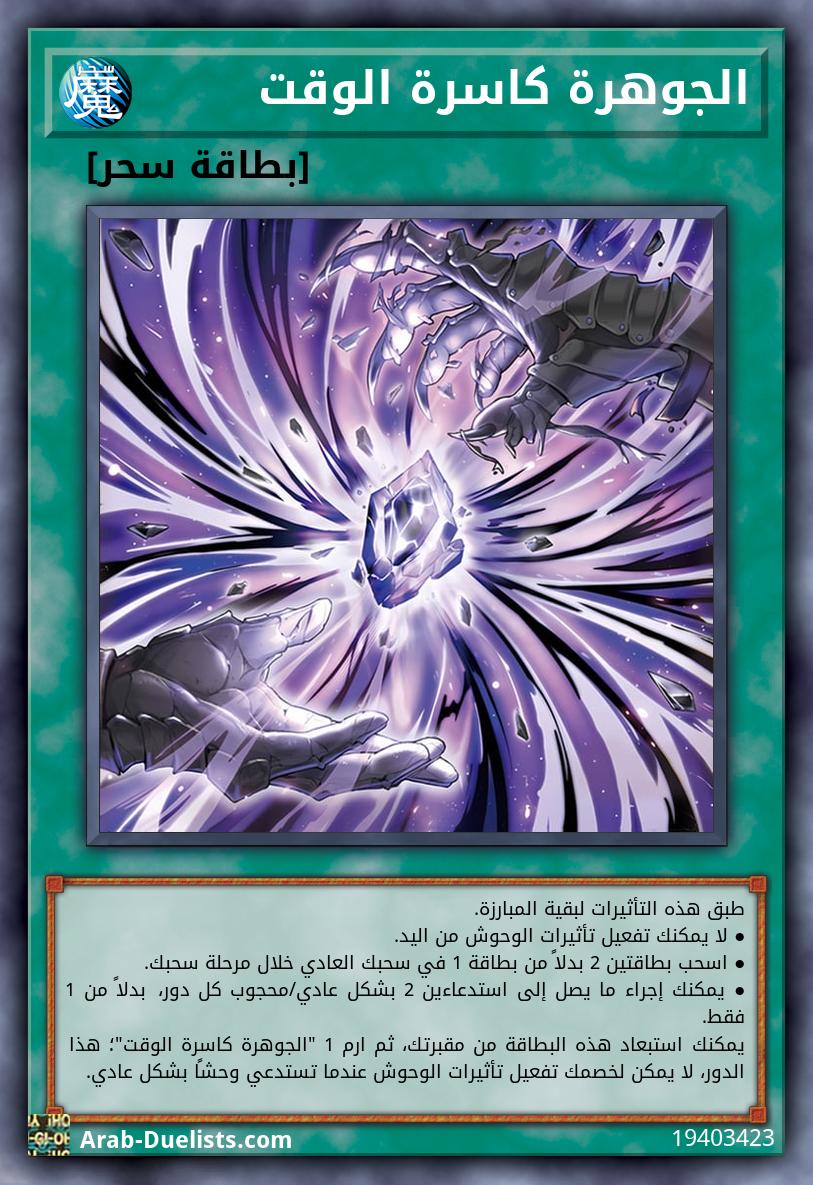 الجوهرة كاسرة الوقت
魔
[بطاقة سحر]
طبق هذه التأثيرات لبقية المبارزة.
● لا يمكنك تفعيل تأثيرات الوحوش من اليد.
● اسحب بطاقتين 2 بدلاً من بطاقة 1 في سحبك العادي خلال مرحلة سحبك.
● يمكنك إجراء ما يصل إلى استدعاءين 2 بشكل عادي/محجوب كل دور، بدلاً من 1
فقط.
يمكنك استبعاد هذه البطاقة من مقبرتك، ثم ارم 1 "الجوهرة كاسرة الوقت"؛ هذا
الدور، لا يمكن لخصمك تفعيل تأثيرات الوحوش عندما تستدعي وحشاً بشكل عادي.
Arab-Duelists.com
19403423